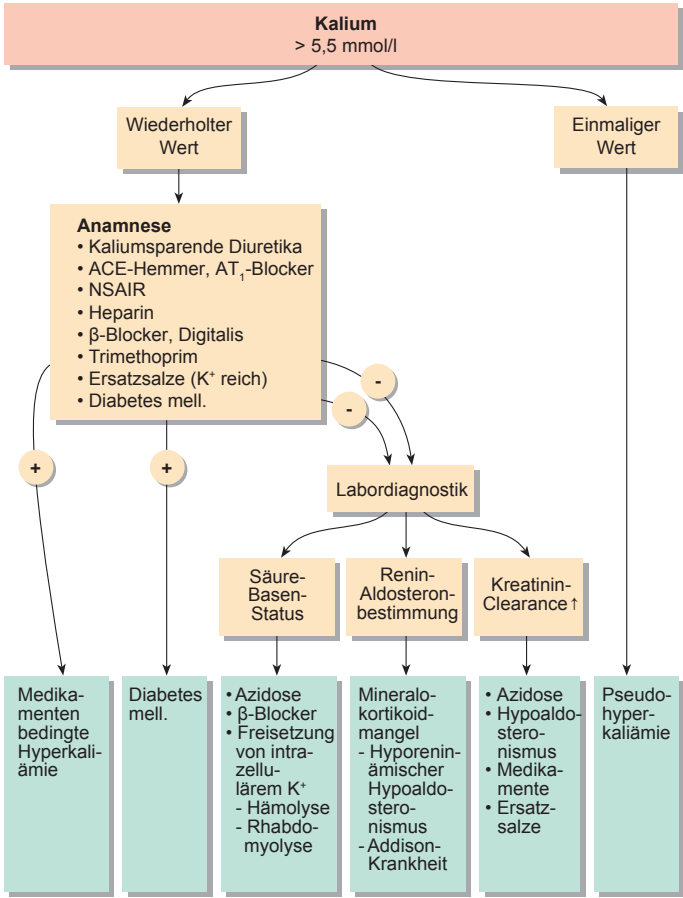 Kalium
> 5,5 mmol/l
Wiederholter
Wert
Einmaliger
Wert
Anamnese
• Kaliumsparende Diuretika
• ACE-Hemmer, AT₁-Blocker
• NSAIR
• Heparin
• β-Blocker, Digitalis
• Trimethoprim
• Ersatzsalze (K⁺ reich)
• Diabetes mell.
-
-
+
+
Labordiagnostik
Säure-
Basen-
Status
Renin-
Aldosteron-
bestimmung
Kreatinin-
Clearance ↑
Medika-
menten
bedingte
Hyperkali-
ämie
Diabetes
mell.
• Azidose
• β-Blocker
• Freisetzung
von intra-
zellu-
lärem K⁺
- Hämolyse
- Rhabdo-
myolyse
Mineralo-
kortikoid-
mangel
- Hyporenin-
ämischer
Hypoaldo-
stero-
nismus
- Addison-
Krankheit
• Azidose
• Hypoaldo-
stero-
nismus
• Medika-
mente
• Ersatz-
salze
Pseudo-
hyper-
kaliämie